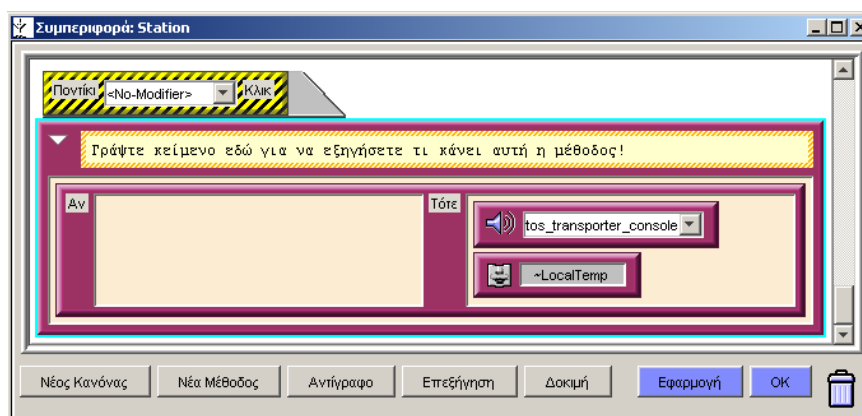 Συμπεριφορά: Station
Ποντίκι <No-Modifier> Κλικ
Γράψτε κείμενο εδώ για να εξηγήσετε τι κάνει αυτή η μέθοδος!
Αν Τότε
tos_transporter_console
~LocalTemp
Νέος Κανόνας Νέα Μέθοδος Αντίγραφο Επεξήγηση Δοκιμή Εφαρμογή OK